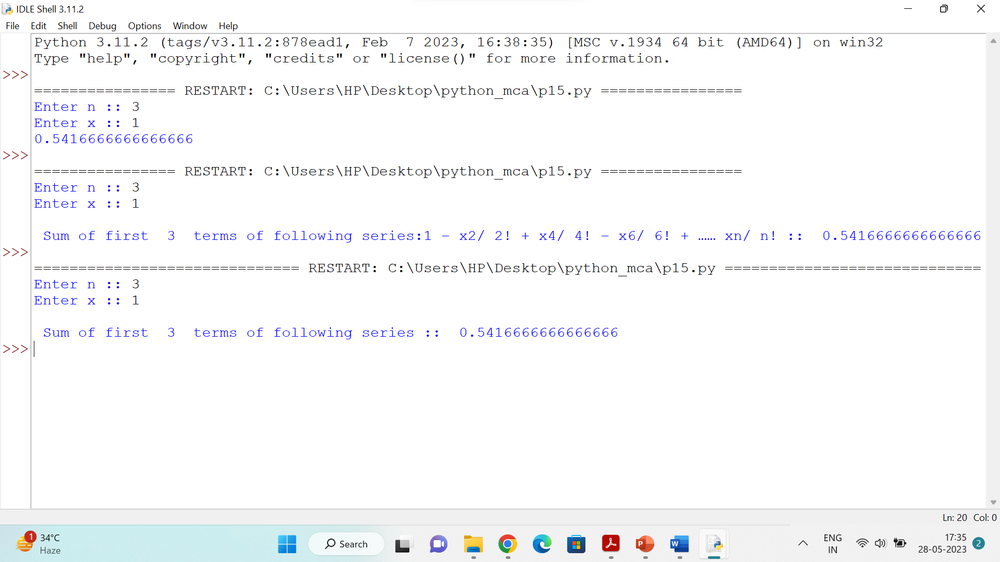 IDLE Shell 3.11.2
File Edit Shell Debug Options Window Help
Python 3.11.2 (tags/v3.11.2:878ead1, Feb  7 2023, 16:38:35) [MSC v.1934 64 bit (AMD64)] on win32
Type "help", "copyright", "credits" or "license()" for more information.
>>>
================ RESTART: C:\Users\HP\Desktop\python_mca\p15.py ================
Enter n :: 3
Enter x :: 1
0.5416666666666666
>>>
================ RESTART: C:\Users\HP\Desktop\python_mca\p15.py ================
Enter n :: 3
Enter x :: 1
Sum of first  3  terms of following series:1 − x2/ 2! + x4/ 4! − x6/ 6! + …… xn/ n! ::  0.5416666666666666
>>>
============================== RESTART: C:\Users\HP\Desktop\python_mca\p15.py =============================
Enter n :: 3
Enter x :: 1
Sum of first  3  terms of following series ::  0.5416666666666666
>>>
Ln: 20 Col: 0
1
34°C
Haze
Search
P
W
ENG
IN
17:35
28-05-2023
2